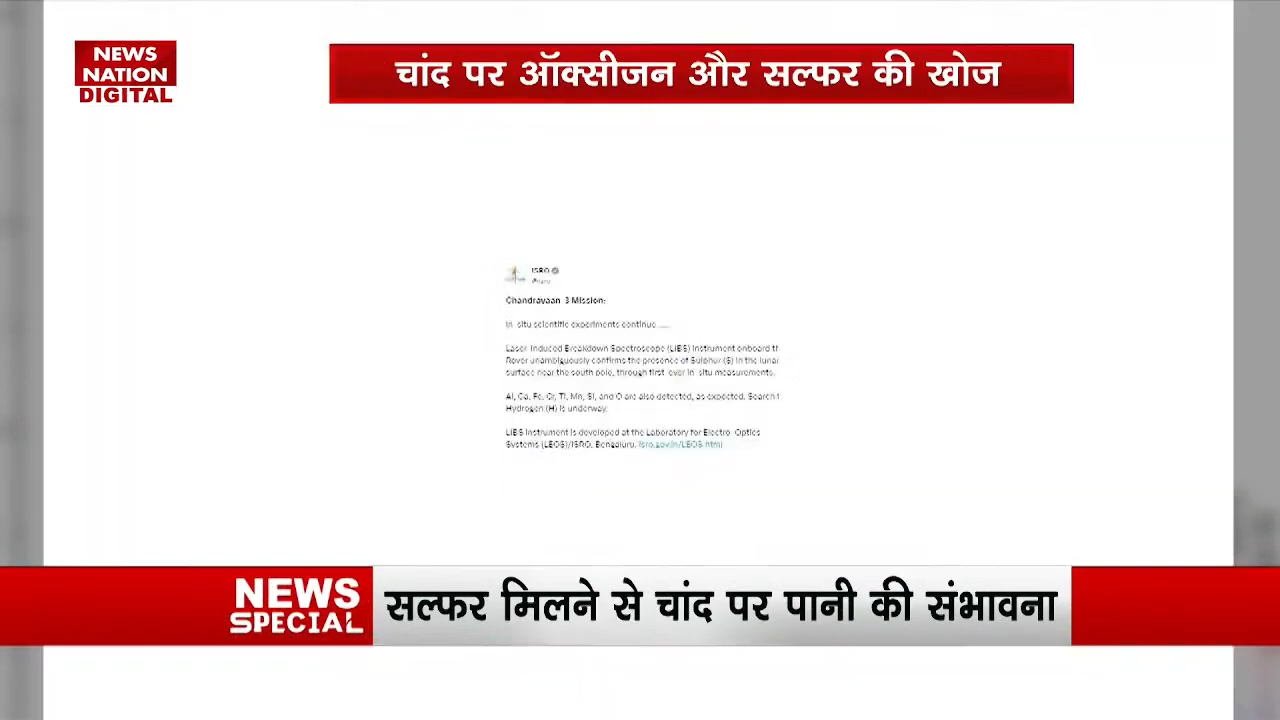 NEWS
NATION
DIGITAL
चांद पर ऑक्सीजन और सल्फर की खोज
ISRO
Chandrayaan-3 Mission:
In-situ scientific experiments continue .....
Laser-Induced Breakdown Spectroscope (LIBS) instrument onboard th
Rover unambiguously confirms the presence of Sulphur (S) in the lunar
surface near the south pole, through first-ever in-situ measurements.
Al, Ca, Fe, Cr, Ti, Mn, Si, and O are also detected, as expected. Search f
Hydrogen (H) is underway.
LIBS instrument is developed at the Laboratory for Electro-Optics
Systems (LEOS)/ISRO, Bengaluru. isro.gov.in/LEOS.html
NEWS
SPECIAL
सल्फर मिलने से चांद पर पानी की संभावना